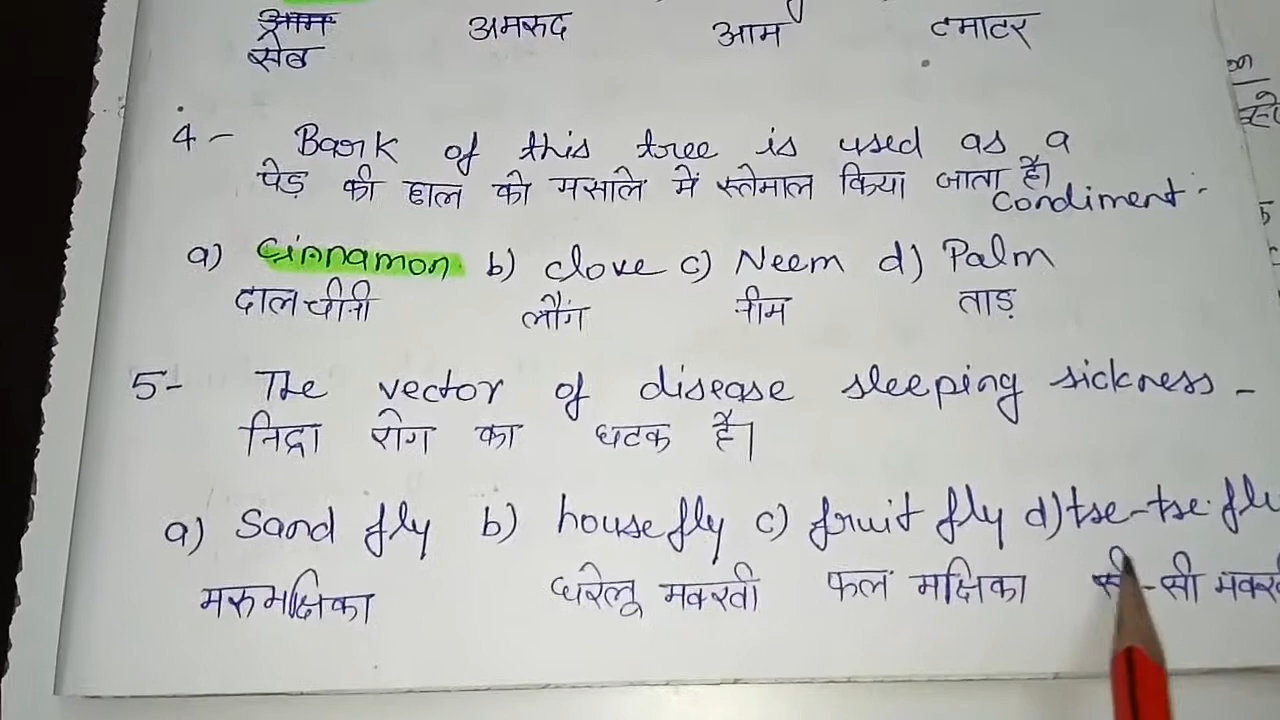 आम अमरूद आम टमाटर
सेब
4- Bark of this tree is used as a
पेड़ की छाल को मसाले में स्तेमाल किया जाता है।
condiment.
a) Cinnamon b) clove c) Neem d) Palm
दालचीनी लौंग नीम ताड़
5- The vector of disease sleeping sickness -
निद्रा रोग का घटक है।
a) Sand fly b) house fly c) fruit fly d) tse-tse fly
मरुमक्षिका घरेलू मक्खी फल मक्षिका सी-सी मक्खी